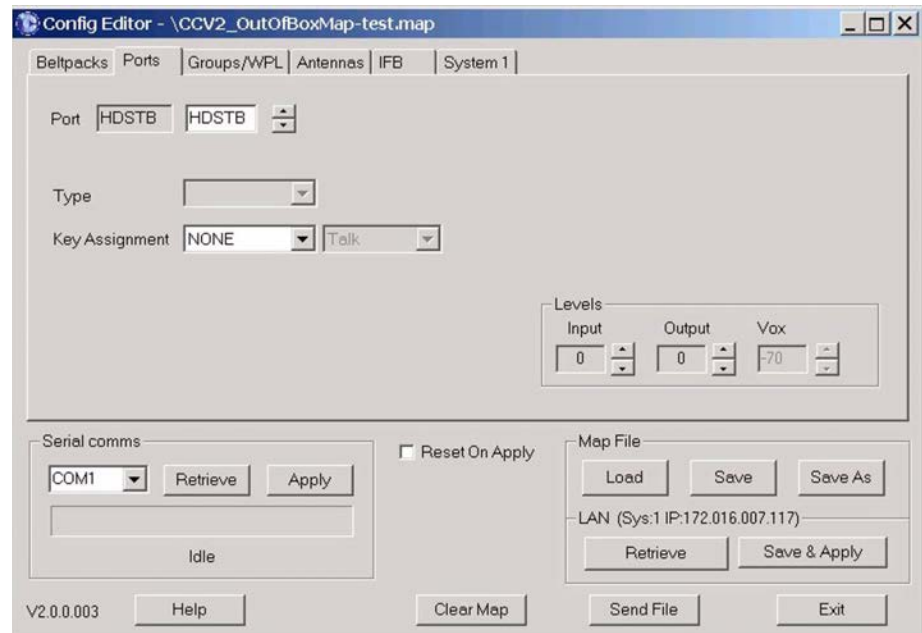 Config Editor - \CCV2_OutOfBoxMap-test.map
Beltpacks Ports Groups/WPL Antennas IFB System 1
Port HDSTB HDSTB
Type
Key Assignment NONE Talk
Levels
Input Output Vox
0 0 -70
Serial comms
COM1 Retrieve Apply
Idle
Reset On Apply
Map File
Load Save Save As
LAN (Sys:1 IP:172.016.007.117)
Retrieve Save & Apply
V2.0.0.003 Help Clear Map Send File Exit